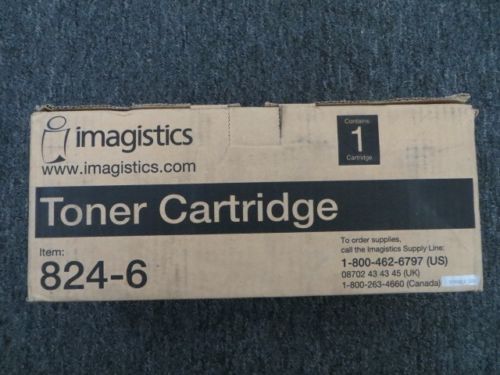 imagistics
www.imagistics.com
Contains
1
Cartridge
Toner Cartridge
Item:
824-6
To order supplies,
call the Imagistics Supply Line:
1-800-462-6797 (US)
08702 43 43 45 (UK)
1-800-263-4660 (Canada)